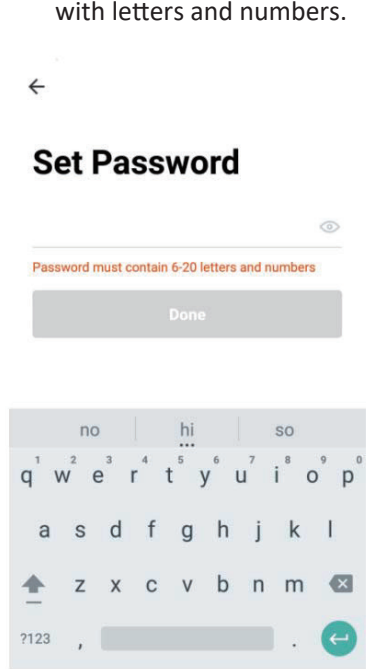 with letters and numbers.
Set Password
Password must contain 6-20 letters and numbers
Done
no hi so
1 2 3 4 5 6 7 8 9 0
q w e r t y u i o p
a s d f g h j k l
z x c v b n m
?123 , .